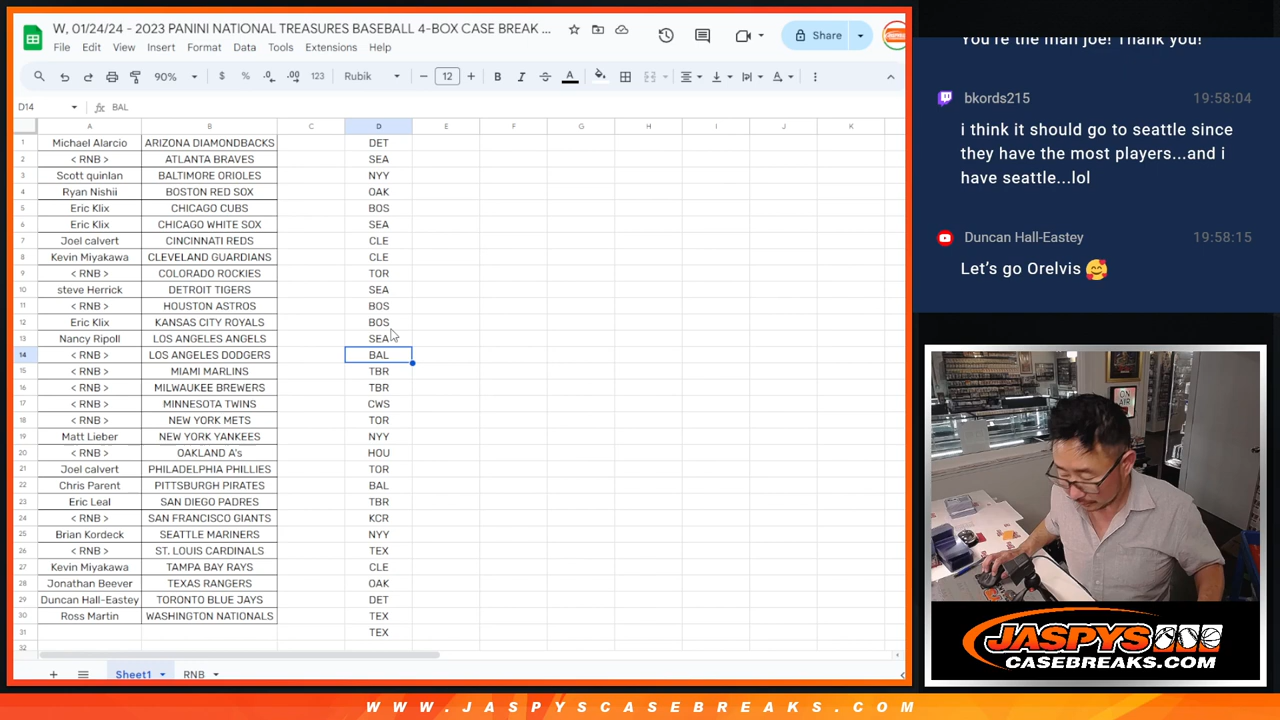 W, 01/24/24 - 2023 PANINI NATIONAL TREASURES BASEBALL 4-BOX CASE BREAK ...
File Edit View Insert Format Data Tools Extensions Help
Share
90% $ % .0 .00 123 Rubik - 12 + B I A
D14 fx BAL
A B C D E F G H I J K
1 Michael Alarcio ARIZONA DIAMONDBACKS DET
2 < RNB > ATLANTA BRAVES SEA
3 Scott quinlan BALTIMORE ORIOLES NYY
4 Ryan Nishii BOSTON RED SOX OAK
5 Eric Klix CHICAGO CUBS BOS
6 Eric Klix CHICAGO WHITE SOX SEA
7 Joel calvert CINCINNATI REDS CLE
8 Kevin Miyakawa CLEVELAND GUARDIANS CLE
9 < RNB > COLORADO ROCKIES TOR
10 steve Herrick DETROIT TIGERS SEA
11 < RNB > HOUSTON ASTROS BOS
12 Eric Klix KANSAS CITY ROYALS BOS
13 Nancy Ripoll LOS ANGELES ANGELS SEA
14 < RNB > LOS ANGELES DODGERS BAL
15 < RNB > MIAMI MARLINS TBR
16 < RNB > MILWAUKEE BREWERS TBR
17 < RNB > MINNESOTA TWINS CWS
18 < RNB > NEW YORK METS TOR
19 Matt Lieber NEW YORK YANKEES NYY
20 < RNB > OAKLAND A's HOU
21 Joel calvert PHILADELPHIA PHILLIES TOR
22 Chris Parent PITTSBURGH PIRATES BAL
23 Eric Leal SAN DIEGO PADRES TBR
24 < RNB > SAN FRANCISCO GIANTS KCR
25 Brian Kordeck SEATTLE MARINERS NYY
26 < RNB > ST. LOUIS CARDINALS TEX
27 Kevin Miyakawa TAMPA BAY RAYS CLE
28 Jonathan Beever TEXAS RANGERS OAK
29 Duncan Hall-Eastey TORONTO BLUE JAYS DET
30 Ross Martin WASHINGTON NATIONALS TEX
31 TEX
32
+ Sheet1 RNB
You're the man joe! Thank you!
bkords215 19:58:04
i think it should go to seattle since
they have the most players...and i
have seattle...lol
Duncan Hall-Eastey 19:58:15
Let's go Orelvis 🥰
ON
AIR
JASPYS
CASEBREAKS.COM
WWW.JASPYSCASEBREAKS.COM